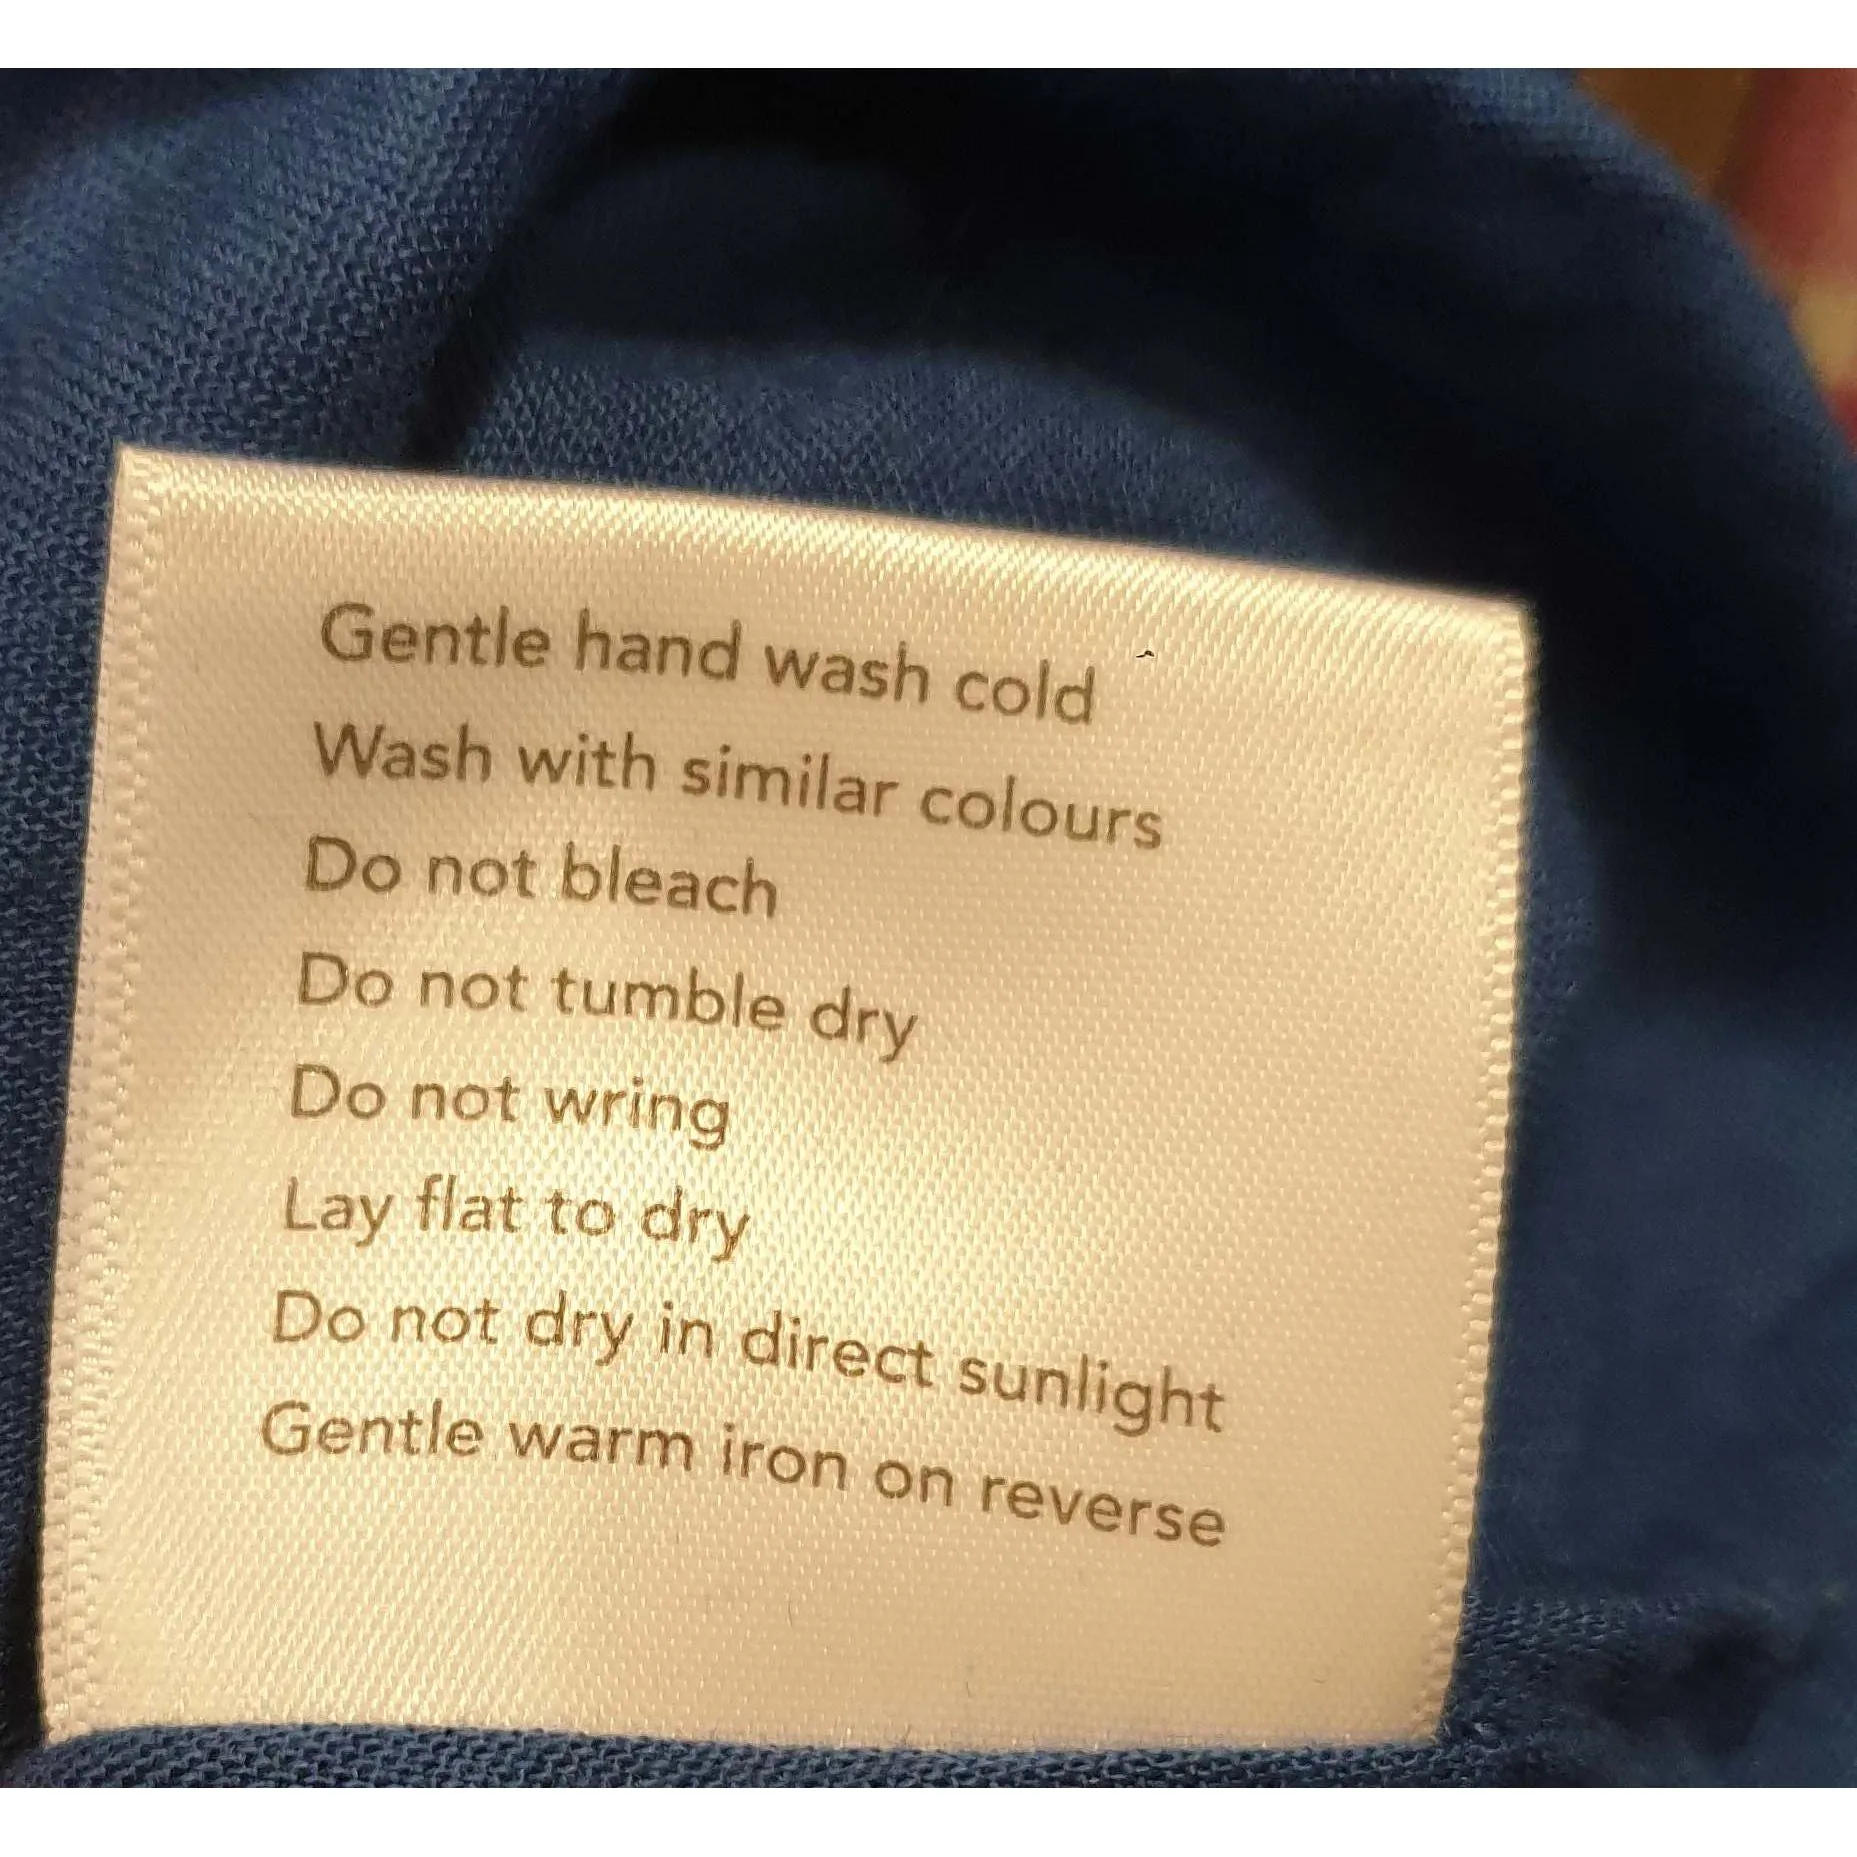 Gentle hand wash cold
Wash with similar colours
Do not bleach
Do not tumble dry
Do not wring
Lay flat to dry
Do not dry in direct sunlight
Gentle warm iron on reverse